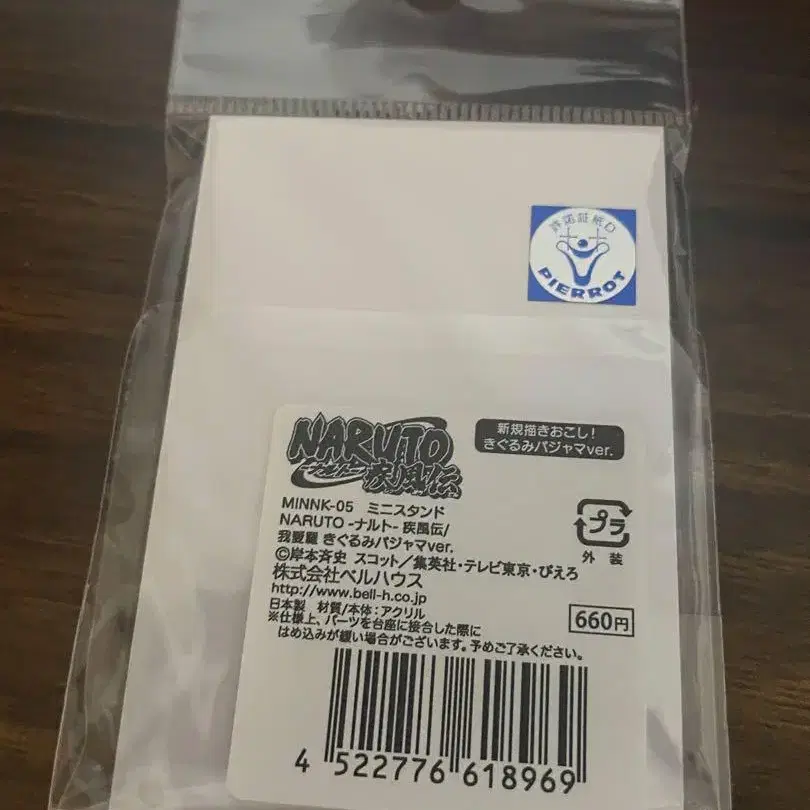 許諾証紙D
PIERROT
NARUTO
-ナルト-
疾風伝
新規描きおこし!
きぐるみパジャマver.
MINNK-05 ミニスタンド
NARUTO -ナルト- 疾風伝/
我愛羅 きぐるみパジャマver.
©岸本斉史 スコット/集英社・テレビ東京・ぴえろ
株式会社ベルハウス
http://www.bell-h.co.jp
日本製 材質/本体:アクリル
※仕様上、パーツを台座に接合した際に
はめ込みが緩い場合がございます。予めご了承ください。
プラ
外装
660円
4 522776 618969